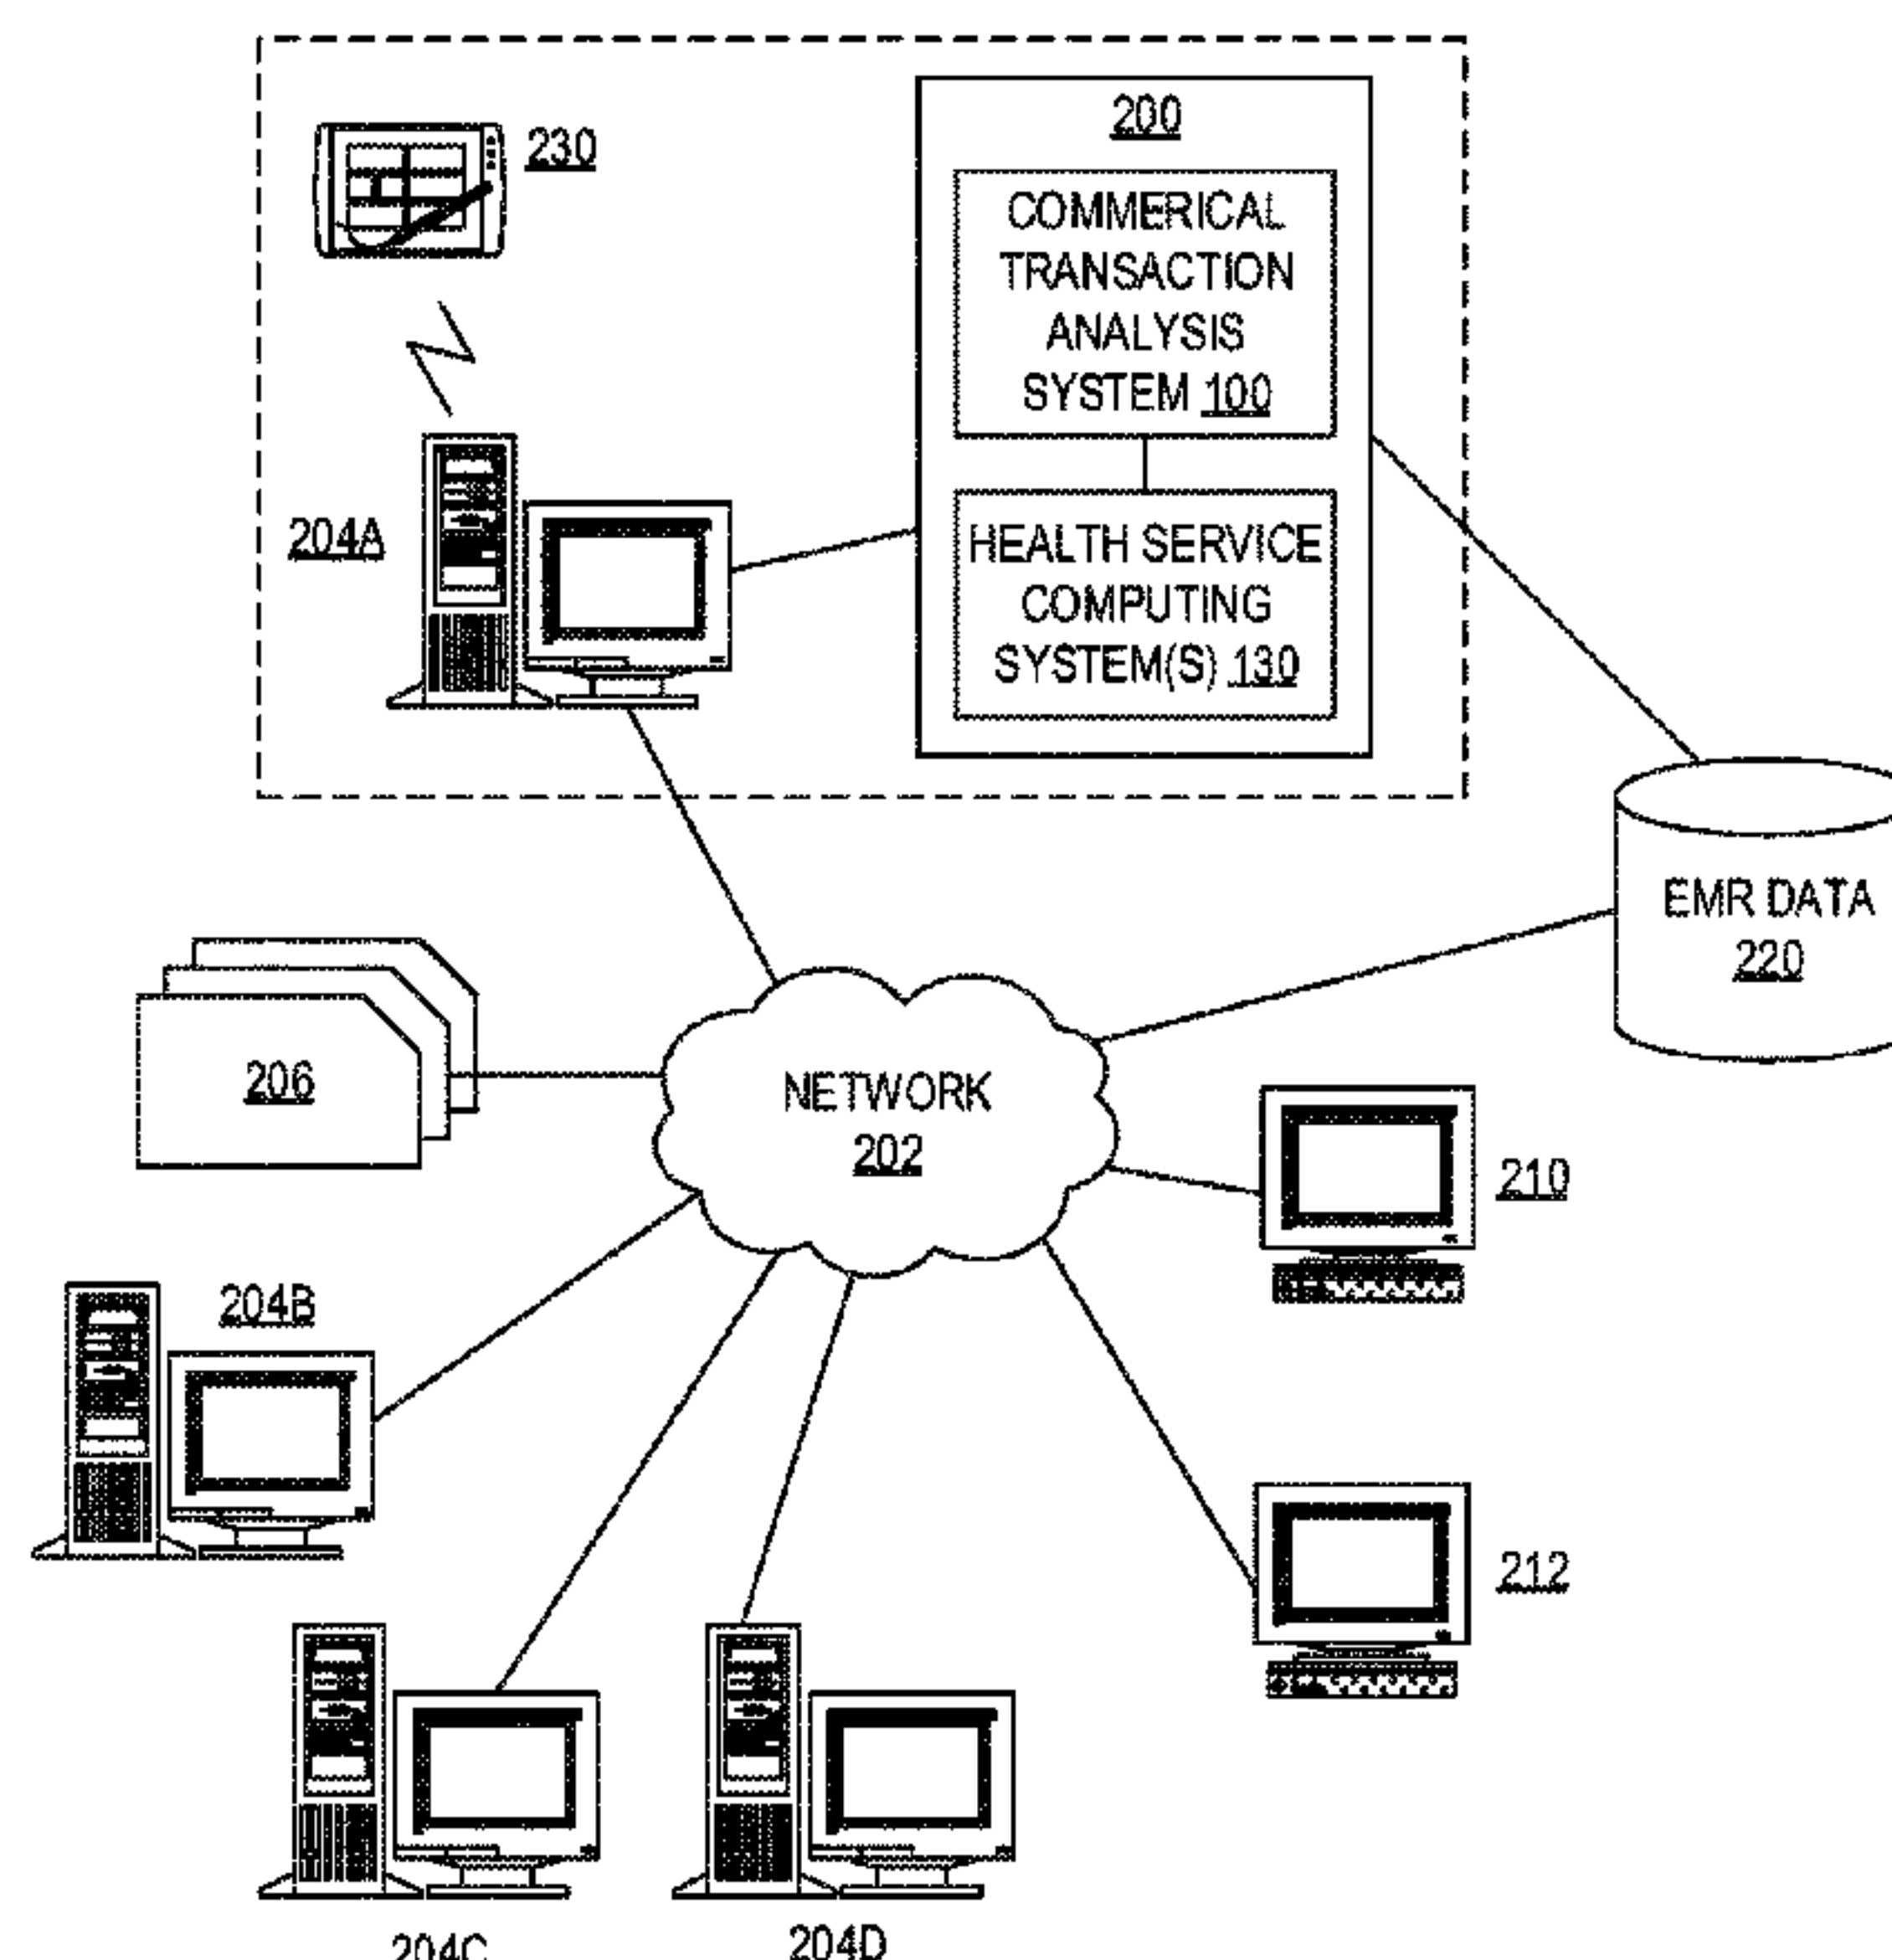 230
200
COMMERICAL
TRANSACTION
ANALYSIS
SYSTEM 100
204A
HEALTH SERVICE
COMPUTING
SYSTEM(S) 130
EMR DATA
220
206
NETWORK
202
210
204B
212
204C
204D